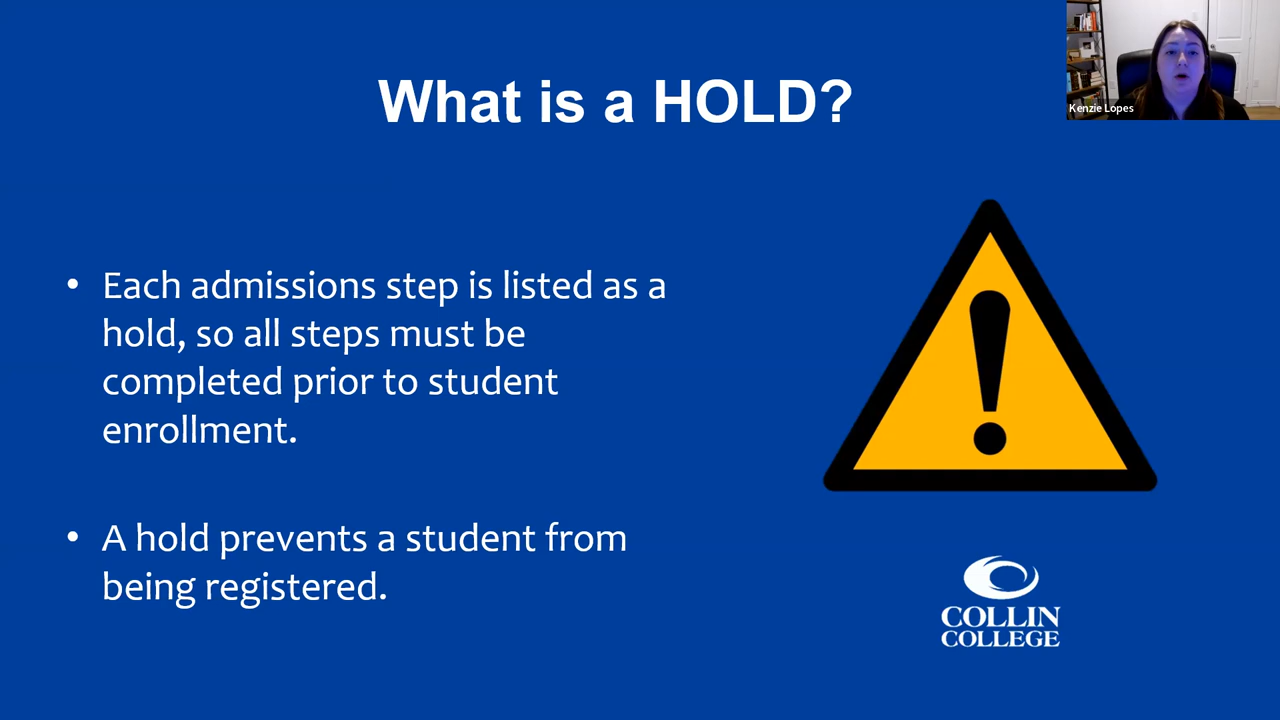 What is a HOLD?
Kenzie Lopes
• Each admissions step is listed as a
hold, so all steps must be
completed prior to student
enrollment.
• A hold prevents a student from
being registered.
COLLIN
COLLEGE